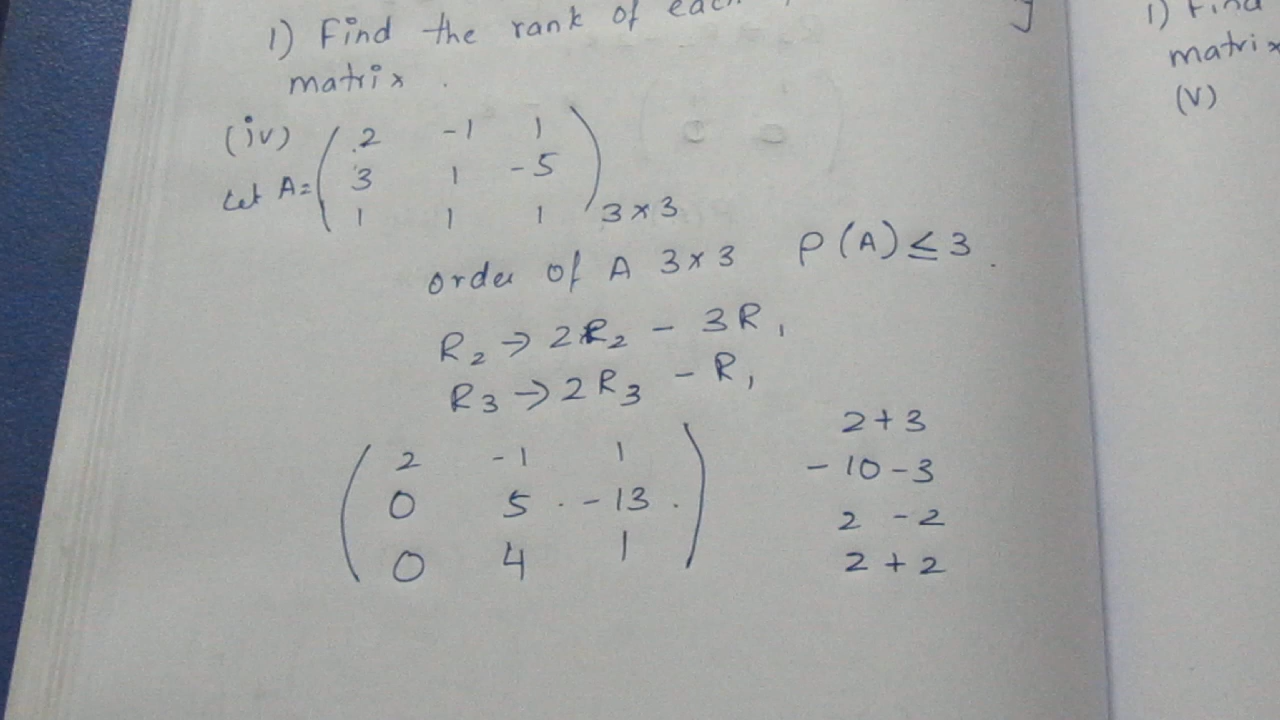 1) Find the rank of each
matrix.
(iv)
Let A = ( 2 -1 1
3 1 -5
1 1 1 ) 3×3
order of A 3×3 ρ(A) ≤ 3.
R₂ → 2R₂ - 3R₁
R₃ → 2R₃ - R₁
( 2 -1 1
0 5 -13
0 4 1 )
2+3
-10-3
2 -2
2+2
1) Find
matrix
(V)